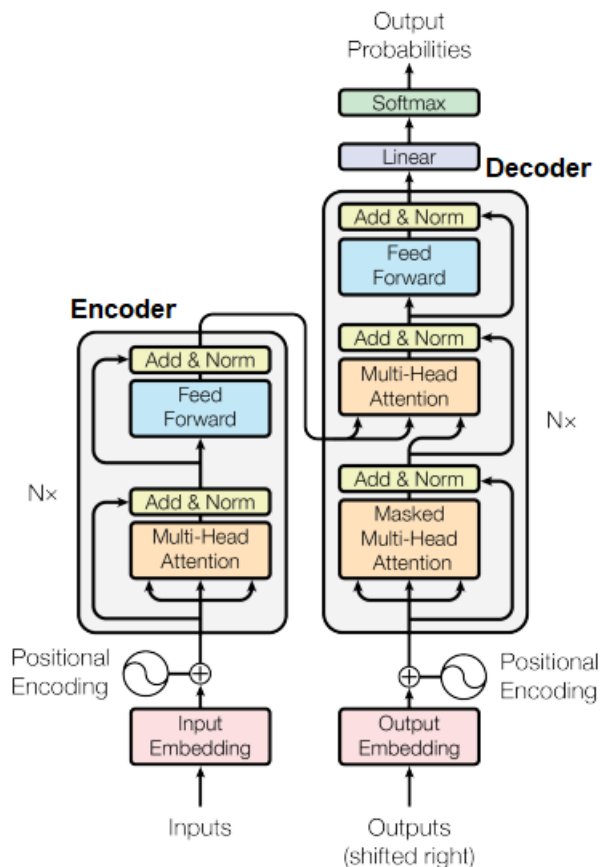 Output
Probabilities
Softmax
Linear
Decoder
Add & Norm
Feed
Forward
Add & Norm
Multi-Head
Attention
Nx
Add & Norm
Masked
Multi-Head
Attention
Positional
Encoding
Output
Embedding
Outputs
(shifted right)
Encoder
Add & Norm
Feed
Forward
Nx
Add & Norm
Multi-Head
Attention
Positional
Encoding
Input
Embedding
Inputs